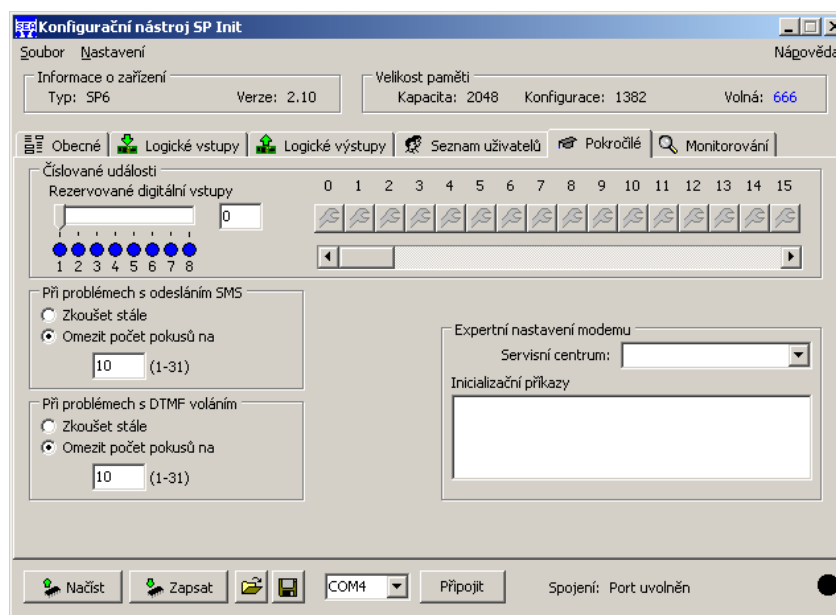 SEA Konfigurační nástroj SP Init
Soubor Nastavení Nápověda
Informace o zařízení
Typ: SP6 Verze: 2.10
Velikost paměti
Kapacita: 2048 Konfigurace: 1382 Volná: 666
Obecné Logické vstupy Logické výstupy Seznam uživatelů Pokročilé Monitorování
Číslované události
Rezervované digitální vstupy
0
1 2 3 4 5 6 7 8
0 1 2 3 4 5 6 7 8 9 10 11 12 13 14 15
Při problémech s odesláním SMS
Zkoušet stále
Omezit počet pokusů na
10 (1-31)
Při problémech s DTMF voláním
Zkoušet stále
Omezit počet pokusů na
10 (1-31)
Expertní nastavení modemu
Servisní centrum:
Inicializační příkazy
Načíst Zapsat COM4 Připojit Spojení: Port uvolněn